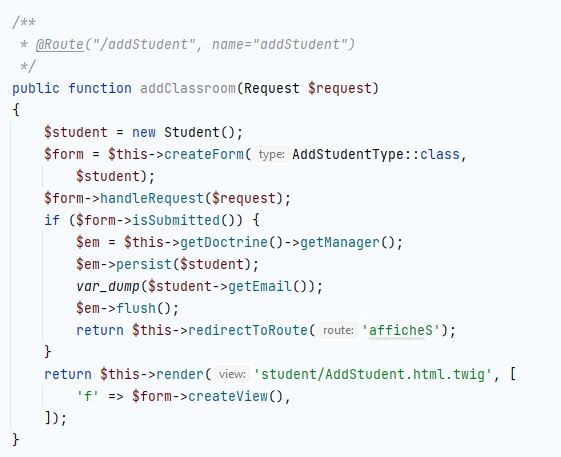 /**
 * @Route("/addStudent", name="addStudent")
 */
public function addClassroom(Request $request)
{
    $student = new Student();
    $form = $this->createForm( type: AddStudentType::class,
        $student);
    $form->handleRequest($request);
    if ($form->isSubmitted()) {
        $em = $this->getDoctrine()->getManager();
        $em->persist($student);
        var_dump($student->getEmail());
        $em->flush();
        return $this->redirectToRoute( route: 'afficheS');
    }
    return $this->render( view: 'student/AddStudent.html.twig', [
        'f' => $form->createView(),
    ]);
}